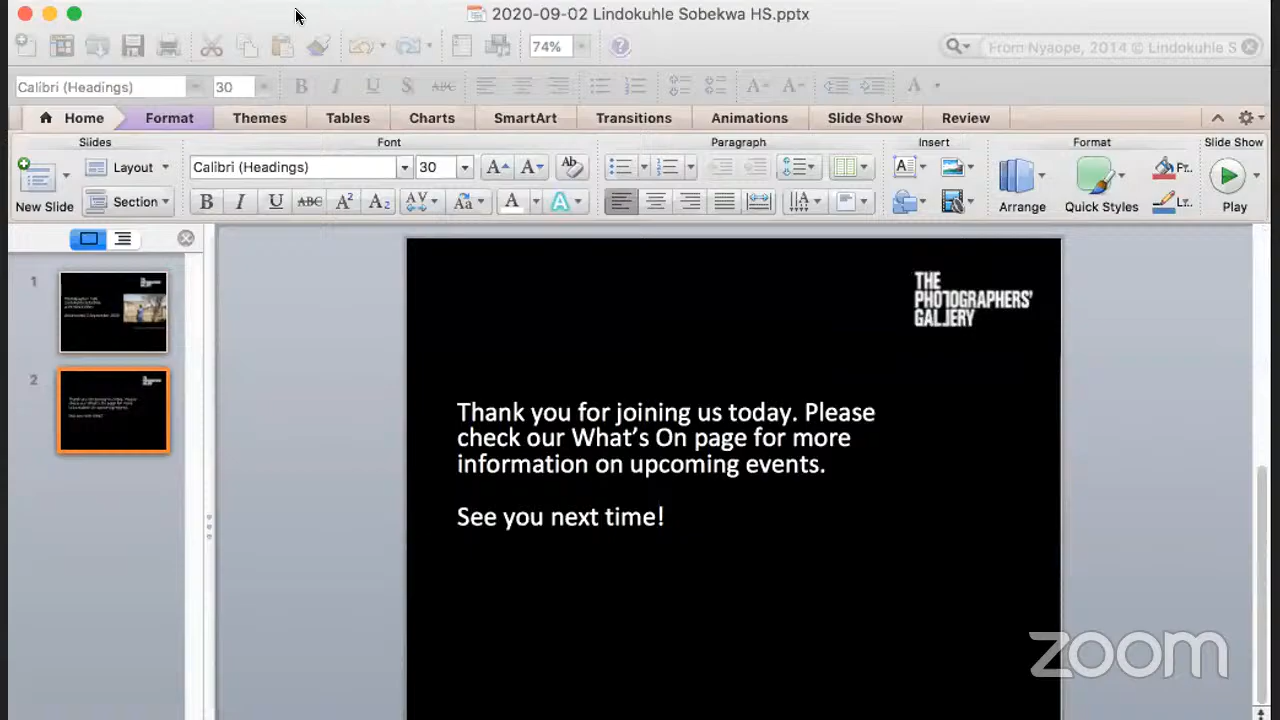 2020-09-02 Lindokuhle Sobekwa HS.pptx
74%
From Nyaope, 2014 © Lindokuhle S
Calibri (Headings) 30
Home Format Themes Tables Charts SmartArt Transitions Animations Slide Show Review
Slides Font Paragraph Insert Format Slide Show
New Slide
Layout
Section
Calibri (Headings) 30
B I U ABC A² A₂
Arrange
Quick Styles
Play
1
2
THE
PHOTOGRAPHERS'
GALLERY
Thank you for joining us today. Please
check our What’s On page for more
information on upcoming events.
See you next time!
zoom